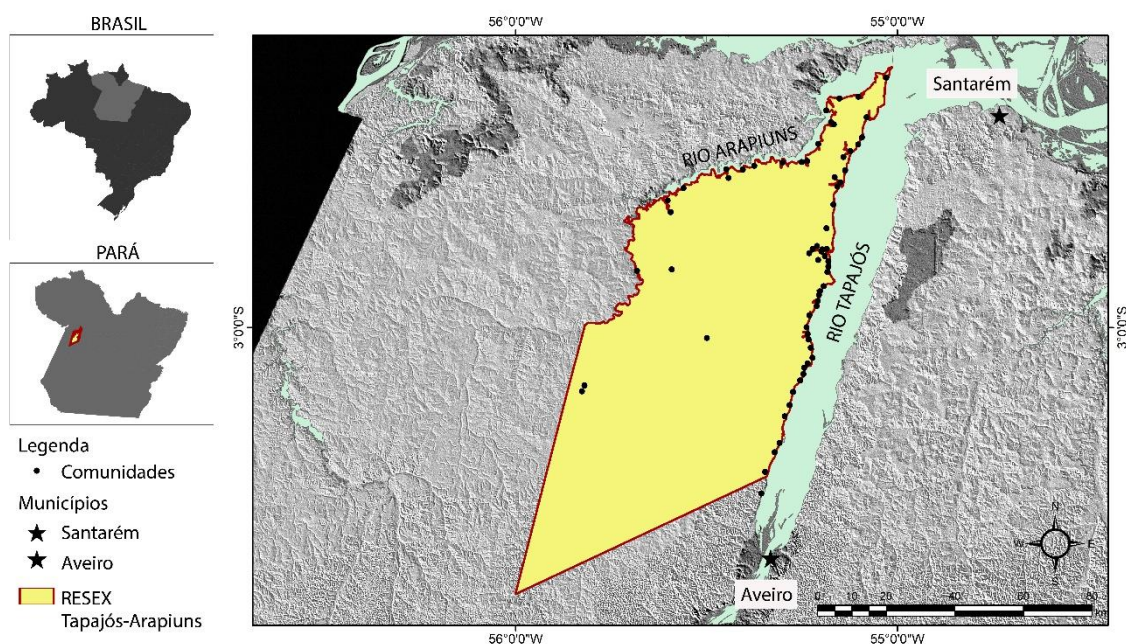 BRASIL
PARÁ
Legenda
Comunidades
Municípios
Santarém
Aveiro
RESEX
Tapajós-Arapiuns
56°0'0"W
55°0'0"W
Santarém
RIO ARAPIUNS
RIO TAPAJÓS
3°0'0"S
3°0'0"S
N
W
E
S
Aveiro
0 5 10 20 40 60 80
km
56°0'0"W
55°0'0"W